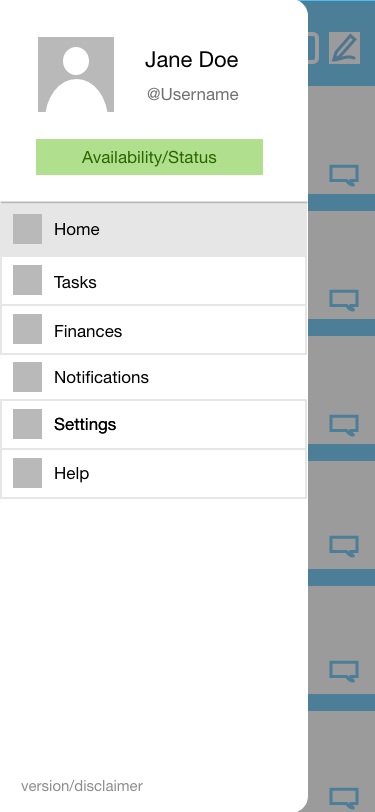 Jane Doe
@Username
Availability/Status
Home
Tasks
Finances
Notifications
Settings
Help
version/disclaimer